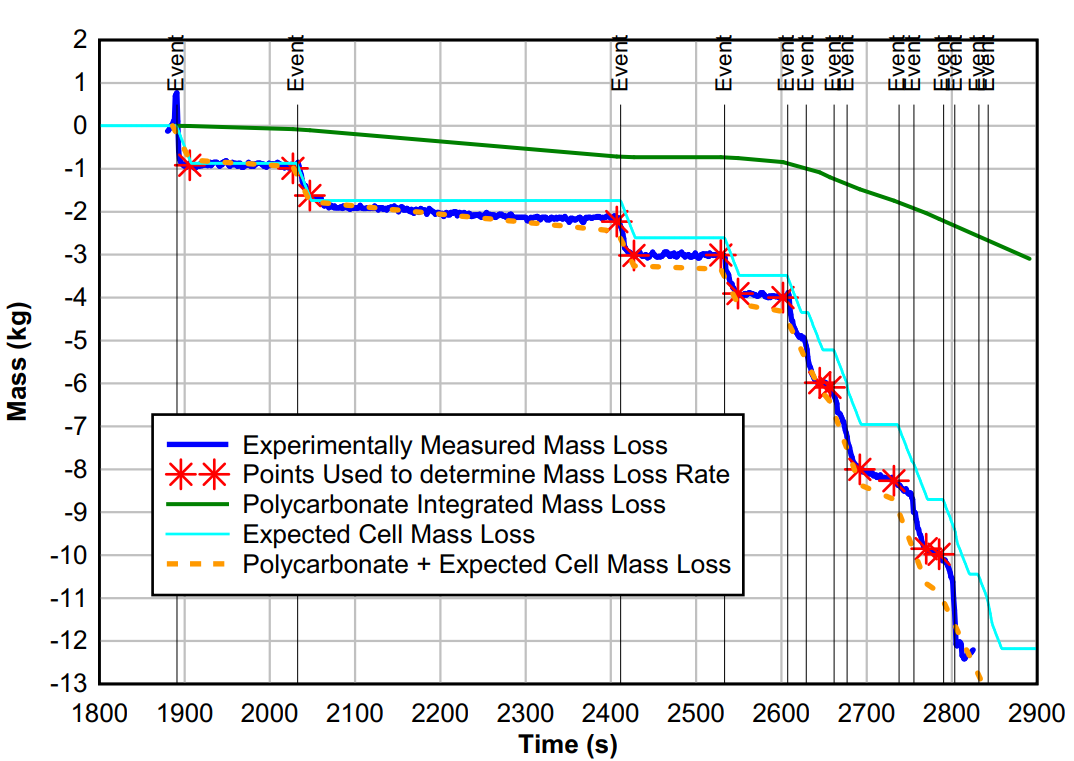 Event
Event
Event
Event
Event
Event
Event
Event
Event
Event
Event
Event
Event
Event
2
1
0
-1
-2
-3
-4
-5
-6
-7
-8
-9
-10
-11
-12
-13
Mass (kg)
Experimentally Measured Mass Loss
Points Used to determine Mass Loss Rate
Polycarbonate Integrated Mass Loss
Expected Cell Mass Loss
Polycarbonate + Expected Cell Mass Loss
1800 1900 2000 2100 2200 2300 2400 2500 2600 2700 2800 2900
Time (s)